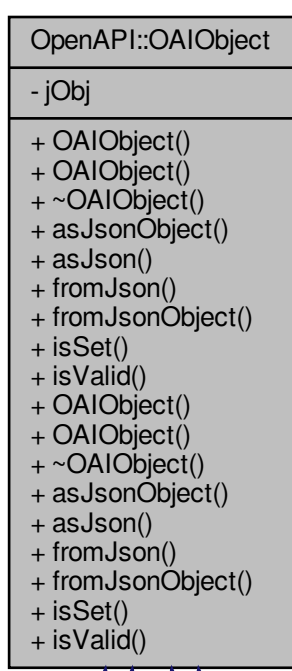 OpenAPI::OAIObject
- jObj
+ OAIObject()
+ OAIObject()
+ ~OAIObject()
+ asJsonObject()
+ asJson()
+ fromJson()
+ fromJsonObject()
+ isSet()
+ isValid()
+ OAIObject()
+ OAIObject()
+ ~OAIObject()
+ asJsonObject()
+ asJson()
+ fromJson()
+ fromJsonObject()
+ isSet()
+ isValid()